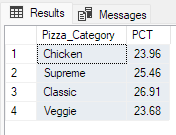 Results Messages
Pizza_Category PCT
1 Chicken 23.96
2 Supreme 25.46
3 Classic 26.91
4 Veggie 23.68